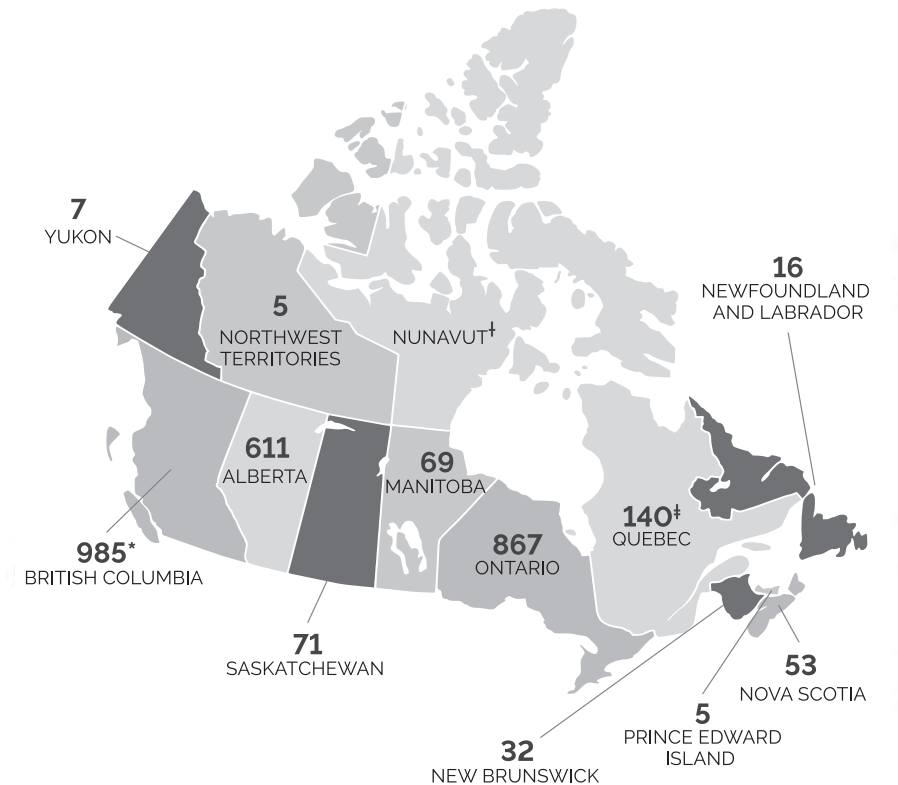 7
YUKON
16
NEWFOUNDLAND
AND LABRADOR
5
NORTHWEST
TERRITORIES
NUNAVUT†
611
ALBERTA
69
MANITOBA
140‡
QUEBEC
867
ONTARIO
985*
BRITISH COLUMBIA
71
SASKATCHEWAN
53
NOVA SCOTIA
5
PRINCE EDWARD
ISLAND
32
NEW BRUNSWICK